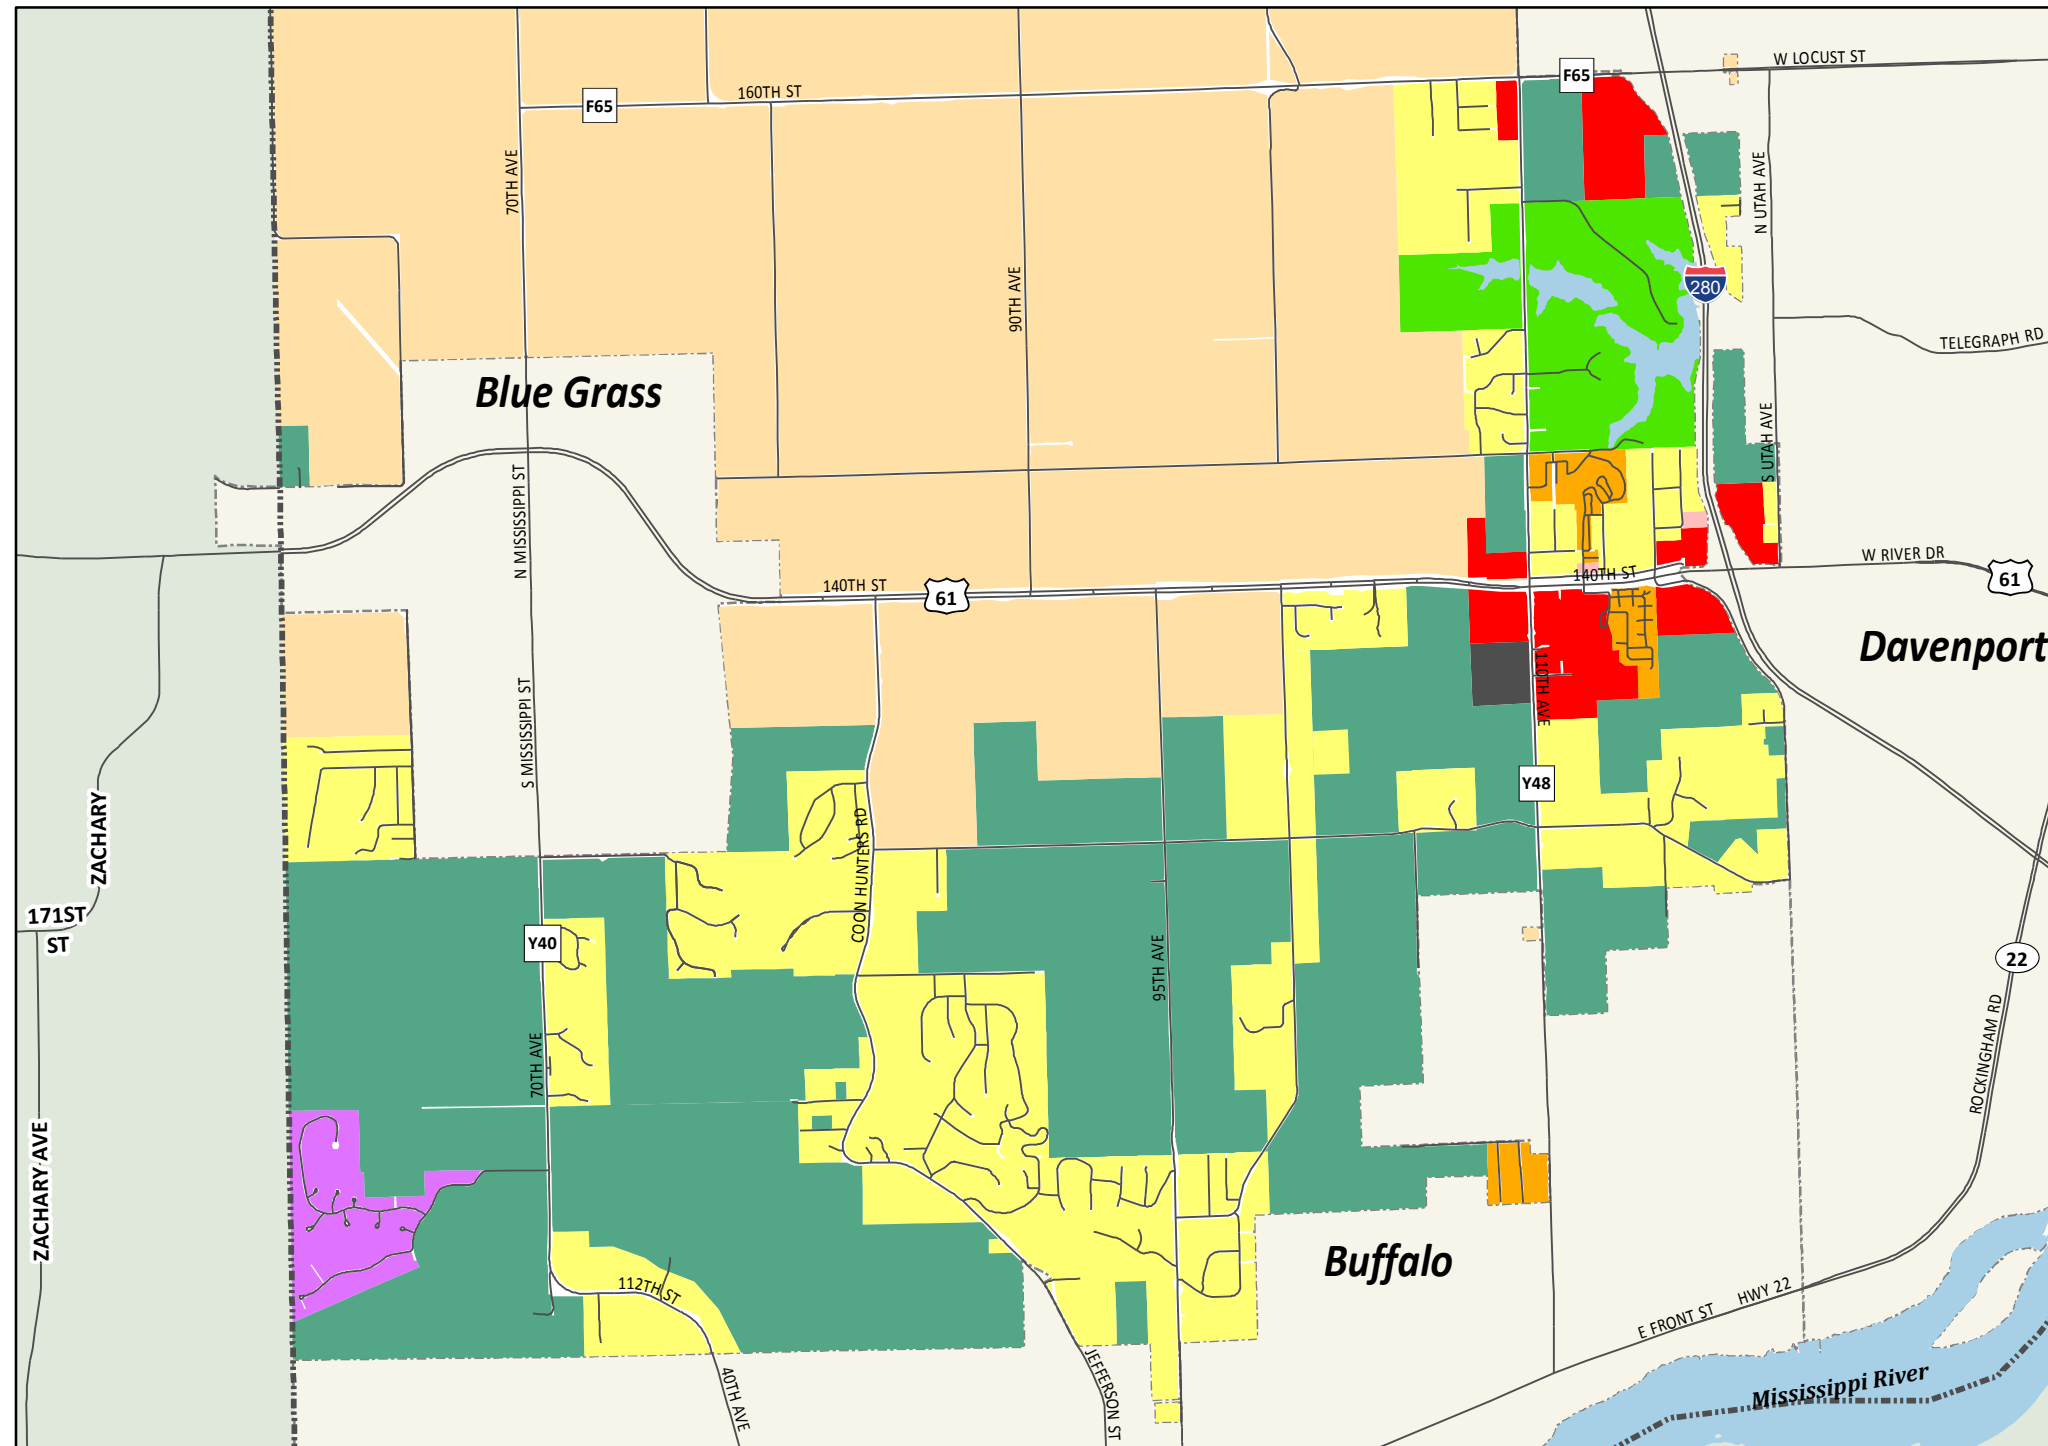 W LOCUST ST
F65
160TH ST
F65
70TH AVE
N UTAH AVE
90TH AVE
280
TELEGRAPH RD
Blue Grass
S UTAH AVE
N MISSISSIPPI ST
W RIVER DR
140TH ST
61
140TH ST
61
Davenport
110TH AVE
S MISSISSIPPI ST
Y48
ZACHARY
COON HUNTERS RD
171ST
ST
Y40
95TH AVE
22
ROCKINGHAM RD
70TH AVE
ZACHARY AVE
Buffalo
112TH ST
HWY 22
E FRONT ST
40TH AVE
JEFFERSON ST
Mississippi River